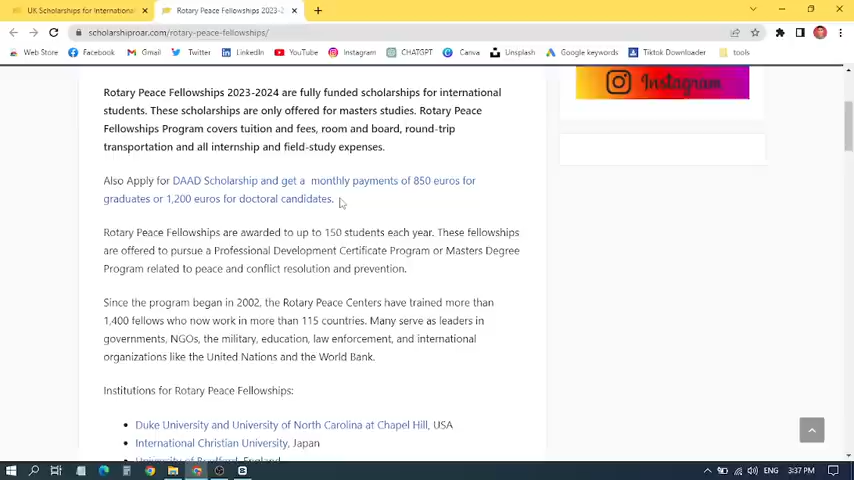 UK Scholarships for International
Rotary Peace Fellowships 2023-2
scholarshiproar.com/rotary-peace-fellowships/
Web Store Facebook Gmail Twitter LinkedIn YouTube Instagram CHATGPT Canva Unsplash Google keywords Tiktok Downloader tools
Instagram
Rotary Peace Fellowships 2023-2024 are fully funded scholarships for international
students. These scholarships are only offered for masters studies. Rotary Peace
Fellowships Program covers tuition and fees, room and board, round-trip
transportation and all internship and field-study expenses.
Also Apply for DAAD Scholarship and get a monthly payments of 850 euros for
graduates or 1,200 euros for doctoral candidates.
Rotary Peace Fellowships are awarded to up to 150 students each year. These fellowships
are offered to pursue a Professional Development Certificate Program or Masters Degree
Program related to peace and conflict resolution and prevention.
Since the program began in 2002, the Rotary Peace Centers have trained more than
1,400 fellows who now work in more than 115 countries. Many serve as leaders in
governments, NGOs, the military, education, law enforcement, and international
organizations like the United Nations and the World Bank.
Institutions for Rotary Peace Fellowships:
Duke University and University of North Carolina at Chapel Hill, USA
International Christian University, Japan
University of Bradford, England
ENG 3:37 PM